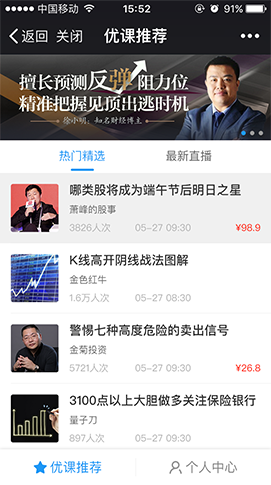 中国移动 15:52 89%
返回 关闭 优课推荐
擅长预测反弹阻力位
精准把握见顶出逃时机
徐小明：知名财经博主
热门精选 最新直播
哪类股将成为端午节后明日之星
萧峰的股事
3826人次 05-27 09:30 ¥98.9
K线高开阴线战法图解
金色红牛
1.6万人次 05-27 09:30
警惕七种高度危险的卖出信号
金菊投资
5721人次 05-27 09:30 ¥26.8
3100点以上大胆做多关注保险银行
量子刀
897人次 05-27 09:30
优课推荐 个人中心